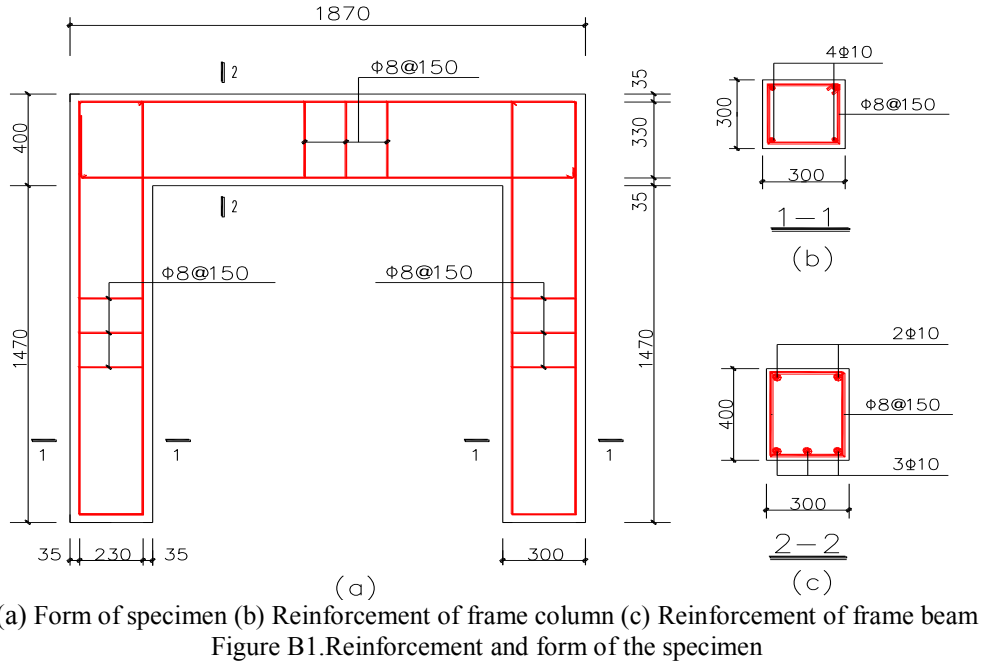 1870
2
Φ8@150
35
400
330
2
35
Φ8@150
Φ8@150
1470
1470
1
1
1
1
35
230
35
300
(a)
4Φ10
300
Φ8@150
300
1-1
(b)
2Φ10
400
Φ8@150
3Φ10
300
2-2
(c)
(a) Form of specimen (b) Reinforcement of frame column (c) Reinforcement of frame beam
Figure B1.Reinforcement and form of the specimen